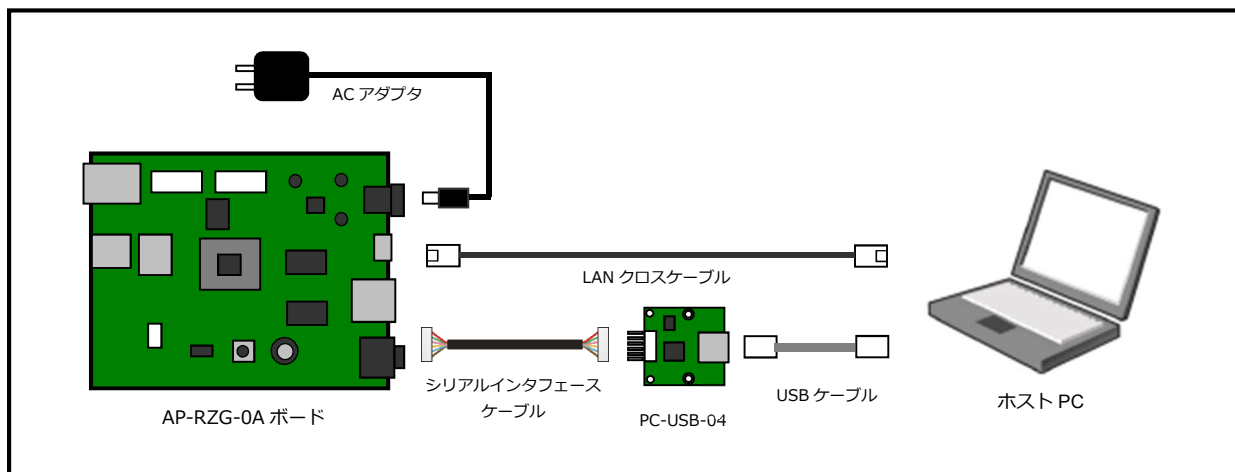 AC アダプタ
LAN クロスケーブル
シリアルインタフェース
ケーブル
USB ケーブル
PC-USB-04
ホスト PC
AP-RZG-0A ボード